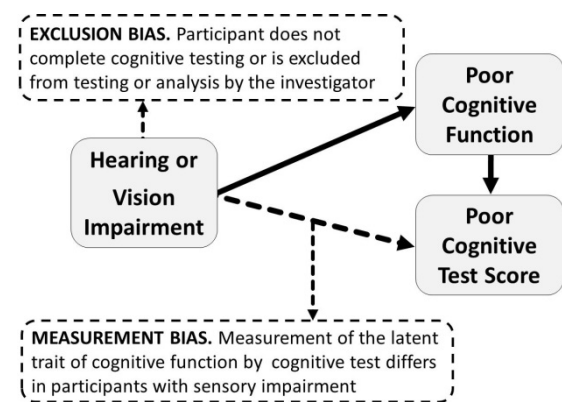 EXCLUSION BIAS. Participant does not
complete cognitive testing or is excluded
from testing or analysis by the investigator
Hearing or
Vision
Impairment
Poor
Cognitive
Function
Poor
Cognitive
Test Score
MEASUREMENT BIAS. Measurement of the latent
trait of cognitive function by cognitive test differs
in participants with sensory impairment